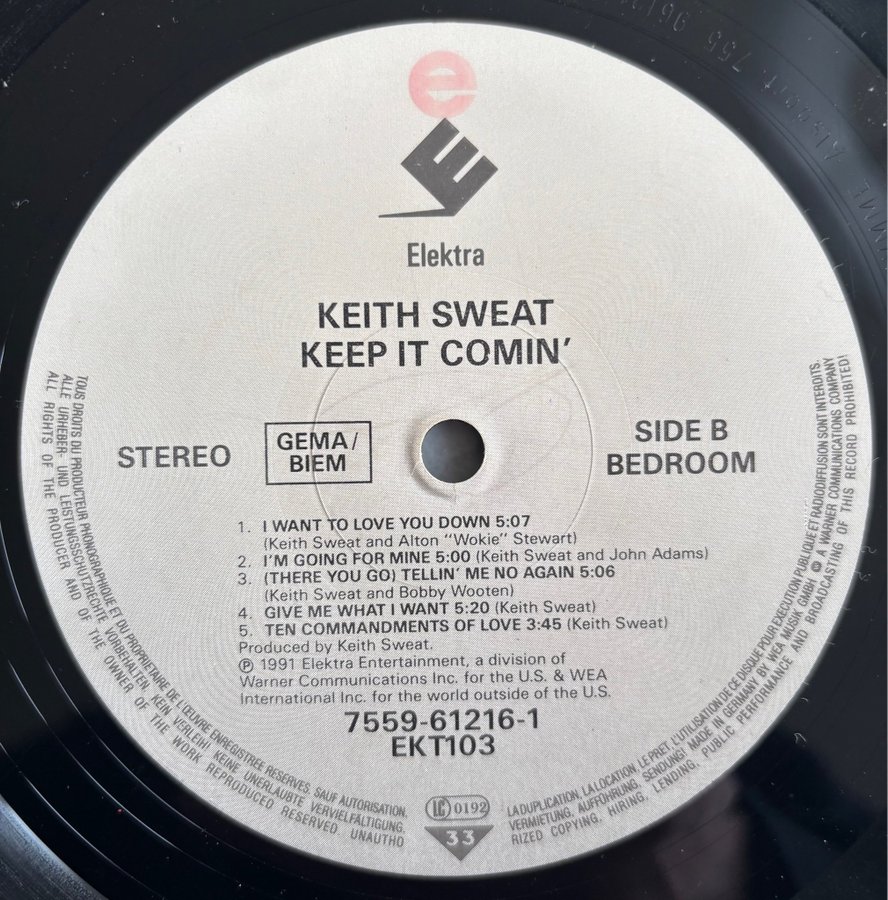 e
E
Elektra
KEITH SWEAT
KEEP IT COMIN'
STEREO
GEMA/
BIEM
SIDE B
BEDROOM
1. I WANT TO LOVE YOU DOWN 5:07
(Keith Sweat and Alton "Wokie" Stewart)
2. I'M GOING FOR MINE 5:00 (Keith Sweat and John Adams)
3. (THERE YOU GO) TELLIN' ME NO AGAIN 5:06
(Keith Sweat and Bobby Wooten)
4. GIVE ME WHAT I WANT 5:20 (Keith Sweat)
5. TEN COMMANDMENTS OF LOVE 3:45 (Keith Sweat)
Produced by Keith Sweat.
℗ 1991 Elektra Entertainment, a division of
Warner Communications Inc. for the U.S. & WEA
International Inc. for the world outside of the U.S.
7559-61216-1
EKT103
LC 0192
33
TOUS DROITS DU PRODUCTEUR PHONOGRAPHIQUE ET DU PROPRIETAIRE DE L'ŒUVRE ENREGISTREE RESERVES. SAUF AUTORISATION,
LA DUPLICATION, LA LOCATION, LE PRET, L'UTILISATION DE CE DISQUE POUR EXECUTION PUBLIQUE ET RADIODIFFUSION SONT INTERDITS.
ALLE URHEBER- UND LEISTUNGSSCHUTZRECHTE VORBEHALTEN. KEIN VERLEIH! KEINE UNERLAUBTE VERVIELFÄLTIGUNG,
VERMIETUNG, AUFFÜHRUNG, SENDUNG! MADE IN GERMANY BY WEA MUSIK GMBH A WARNER COMMUNICATIONS COMPANY
ALL RIGHTS OF THE PRODUCER AND OF THE OWNER OF THE WORK REPRODUCED RESERVED. UNAUTHO
RIZED COPYING, HIRING, LENDING, PUBLIC PERFORMANCE AND BROADCASTING OF THIS RECORD PROHIBITED!